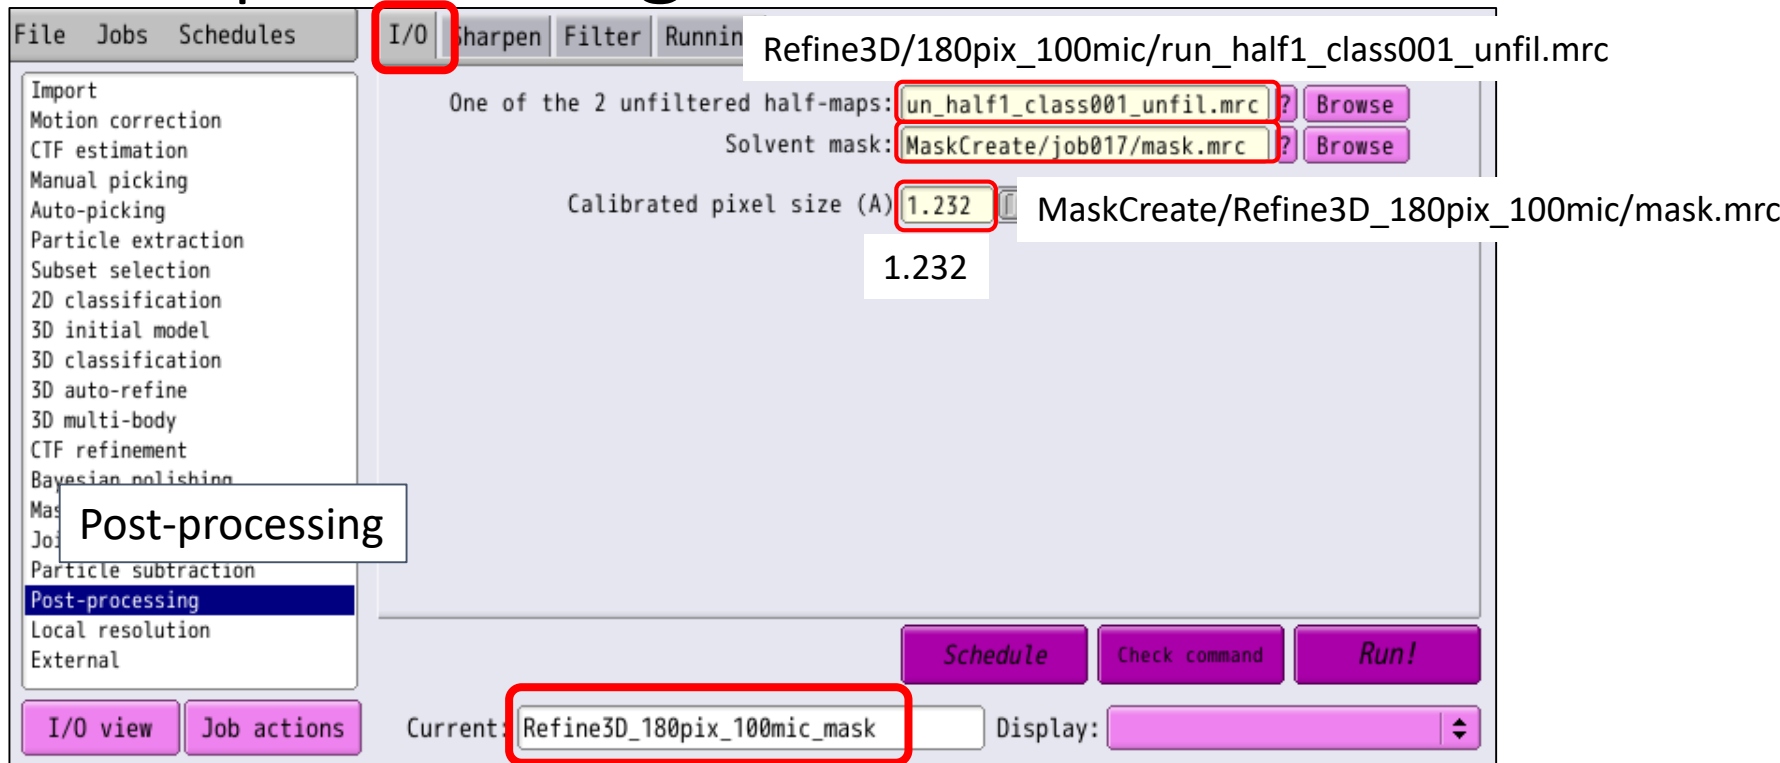 File Jobs Schedules
I/O Sharpen Filter
Refine3D/180pix_100mic/run_half1_class001_unfil.mrc
Import
Motion correction
CTF estimation
Manual picking
Auto-picking
Particle extraction
Subset selection
2D classification
3D initial model
3D classification
3D auto-refine
3D multi-body
CTF refinement
Bayesian polishing
Post-processing
Particle subtraction
Post-processing
Local resolution
External
One of the 2 unfiltered half-maps: un_half1_class001_unfil.mrc ? Browse
Solvent mask: MaskCreate/job017/mask.mrc ? Browse
Calibrated pixel size (A) 1.232
MaskCreate/Refine3D_180pix_100mic/mask.mrc
1.232
Schedule Check command Run!
I/O view Job actions Current: Refine3D_180pix_100mic_mask Display: